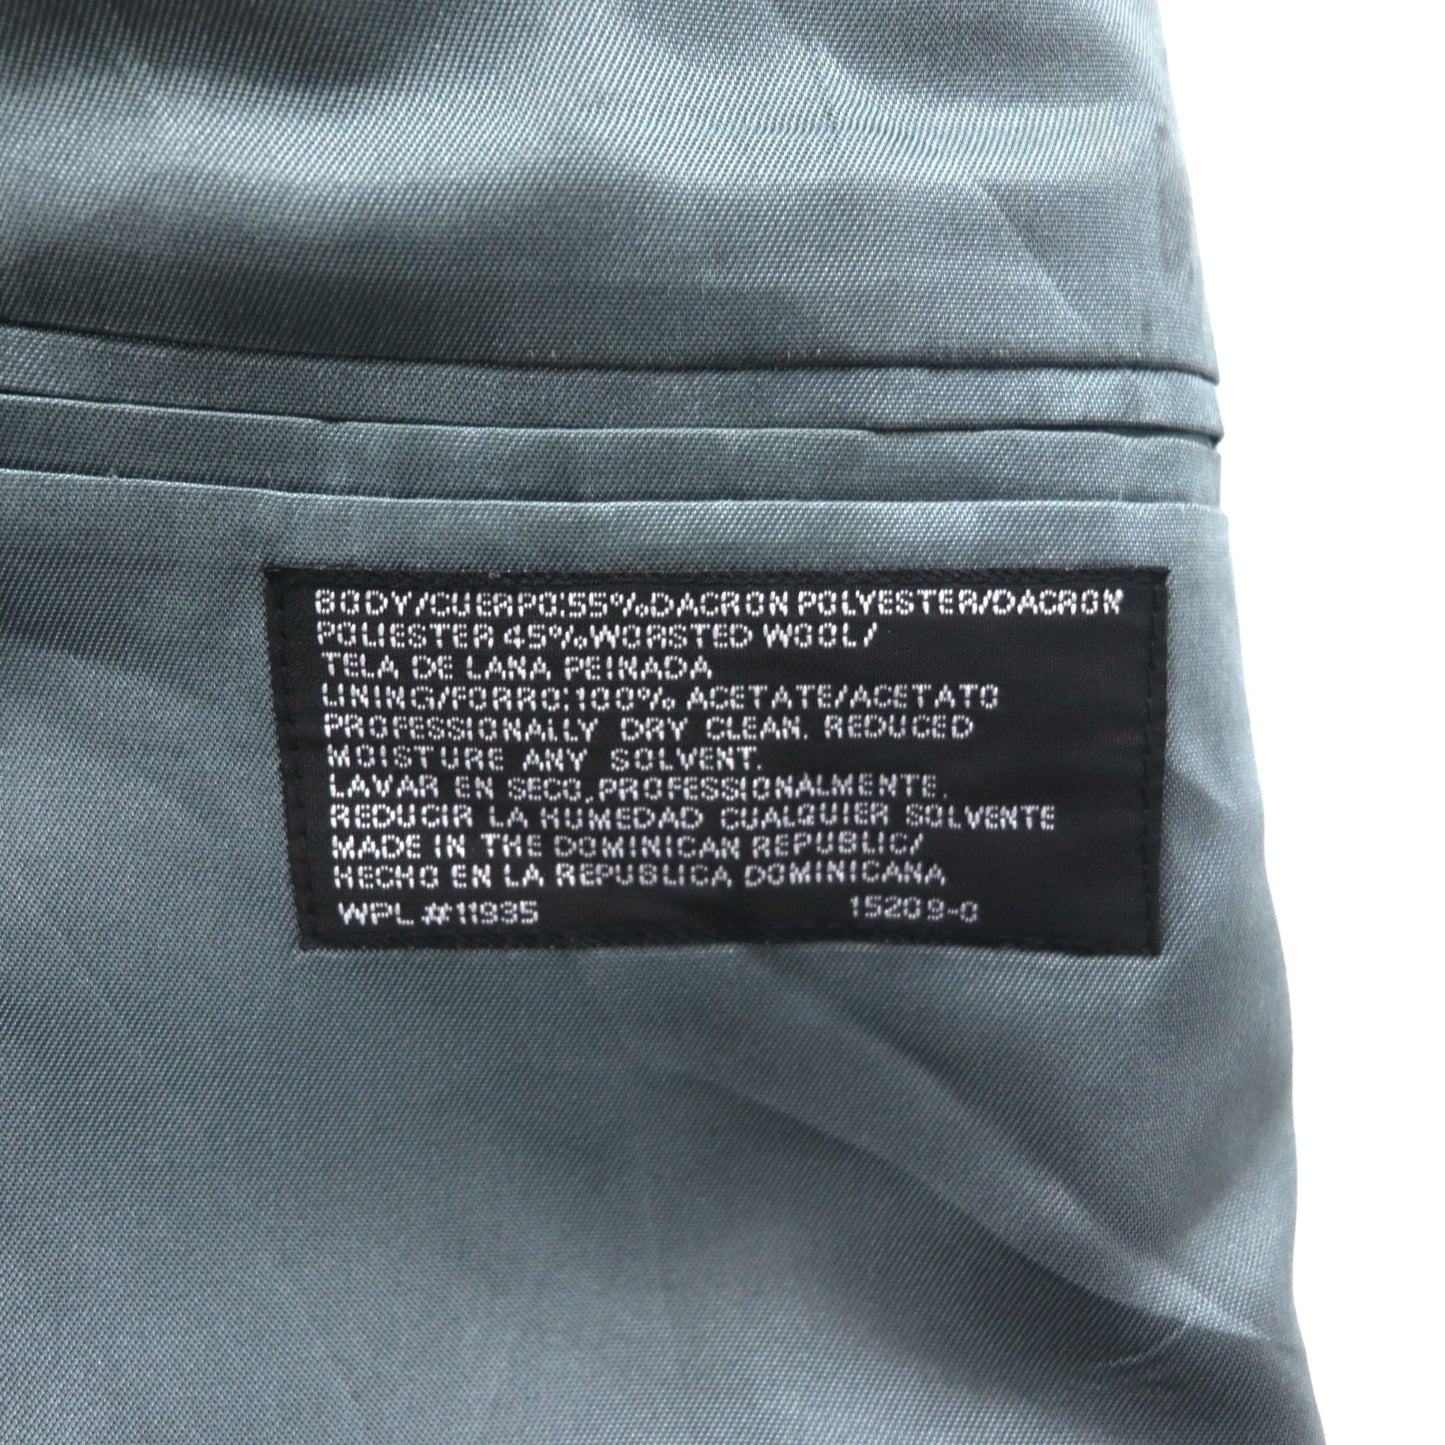 BODY/CUERPO:55%DACRON POLYESTER/DACRON
POLIESTER 45%WORSTED WOOL/
TELA DE LANA PEINADA
LINING/FORRO:100% ACETATE/ACETATO
PROFESSIONALLY DRY CLEAN. REDUCED
MOISTURE ANY SOLVENT.
LAVAR EN SECO.PROFESSIONALMENTE.
REDUCIR LA HUMEDAD CUALQUIER SOLVENTE
MADE IN THE DOMINICAN REPUBLIC/
HECHO EN LA REPUBLICA DOMINICANA
WPL #11935 15209-0